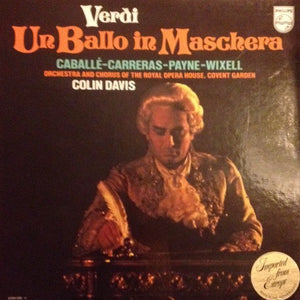 Verdi
Un Ballo in Maschera
PHILIPS
CABALLÈ-CARRERAS-PAYNE-WIXELL
ORCHESTRA AND CHORUS OF THE ROYAL OPERA HOUSE, COVENT GARDEN
COLIN DAVIS
Imported
from
Europe